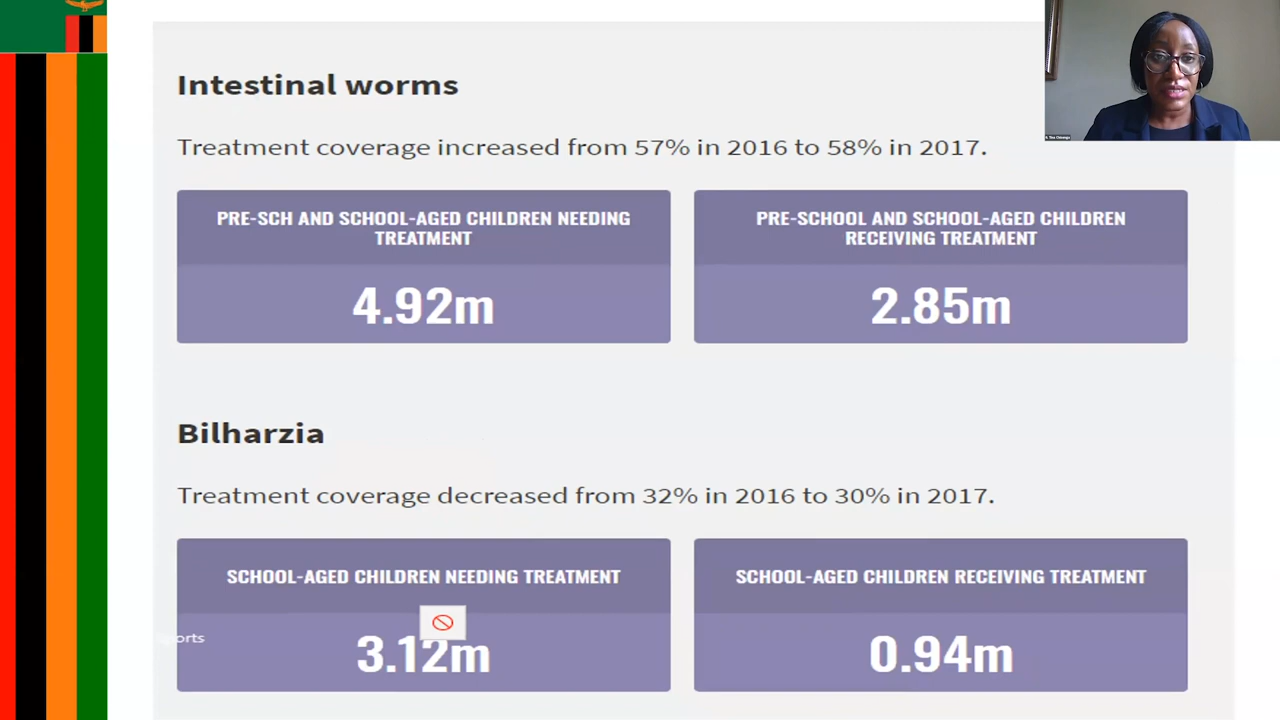 Intestinal worms
Treatment coverage increased from 57% in 2016 to 58% in 2017.
PRE-SCH AND SCHOOL-AGED CHILDREN NEEDING
TREATMENT
4.92m
PRE-SCHOOL AND SCHOOL-AGED CHILDREN
RECEIVING TREATMENT
2.85m
Bilharzia
Treatment coverage decreased from 32% in 2016 to 30% in 2017.
SCHOOL-AGED CHILDREN NEEDING TREATMENT
3.12m
SCHOOL-AGED CHILDREN RECEIVING TREATMENT
0.94m